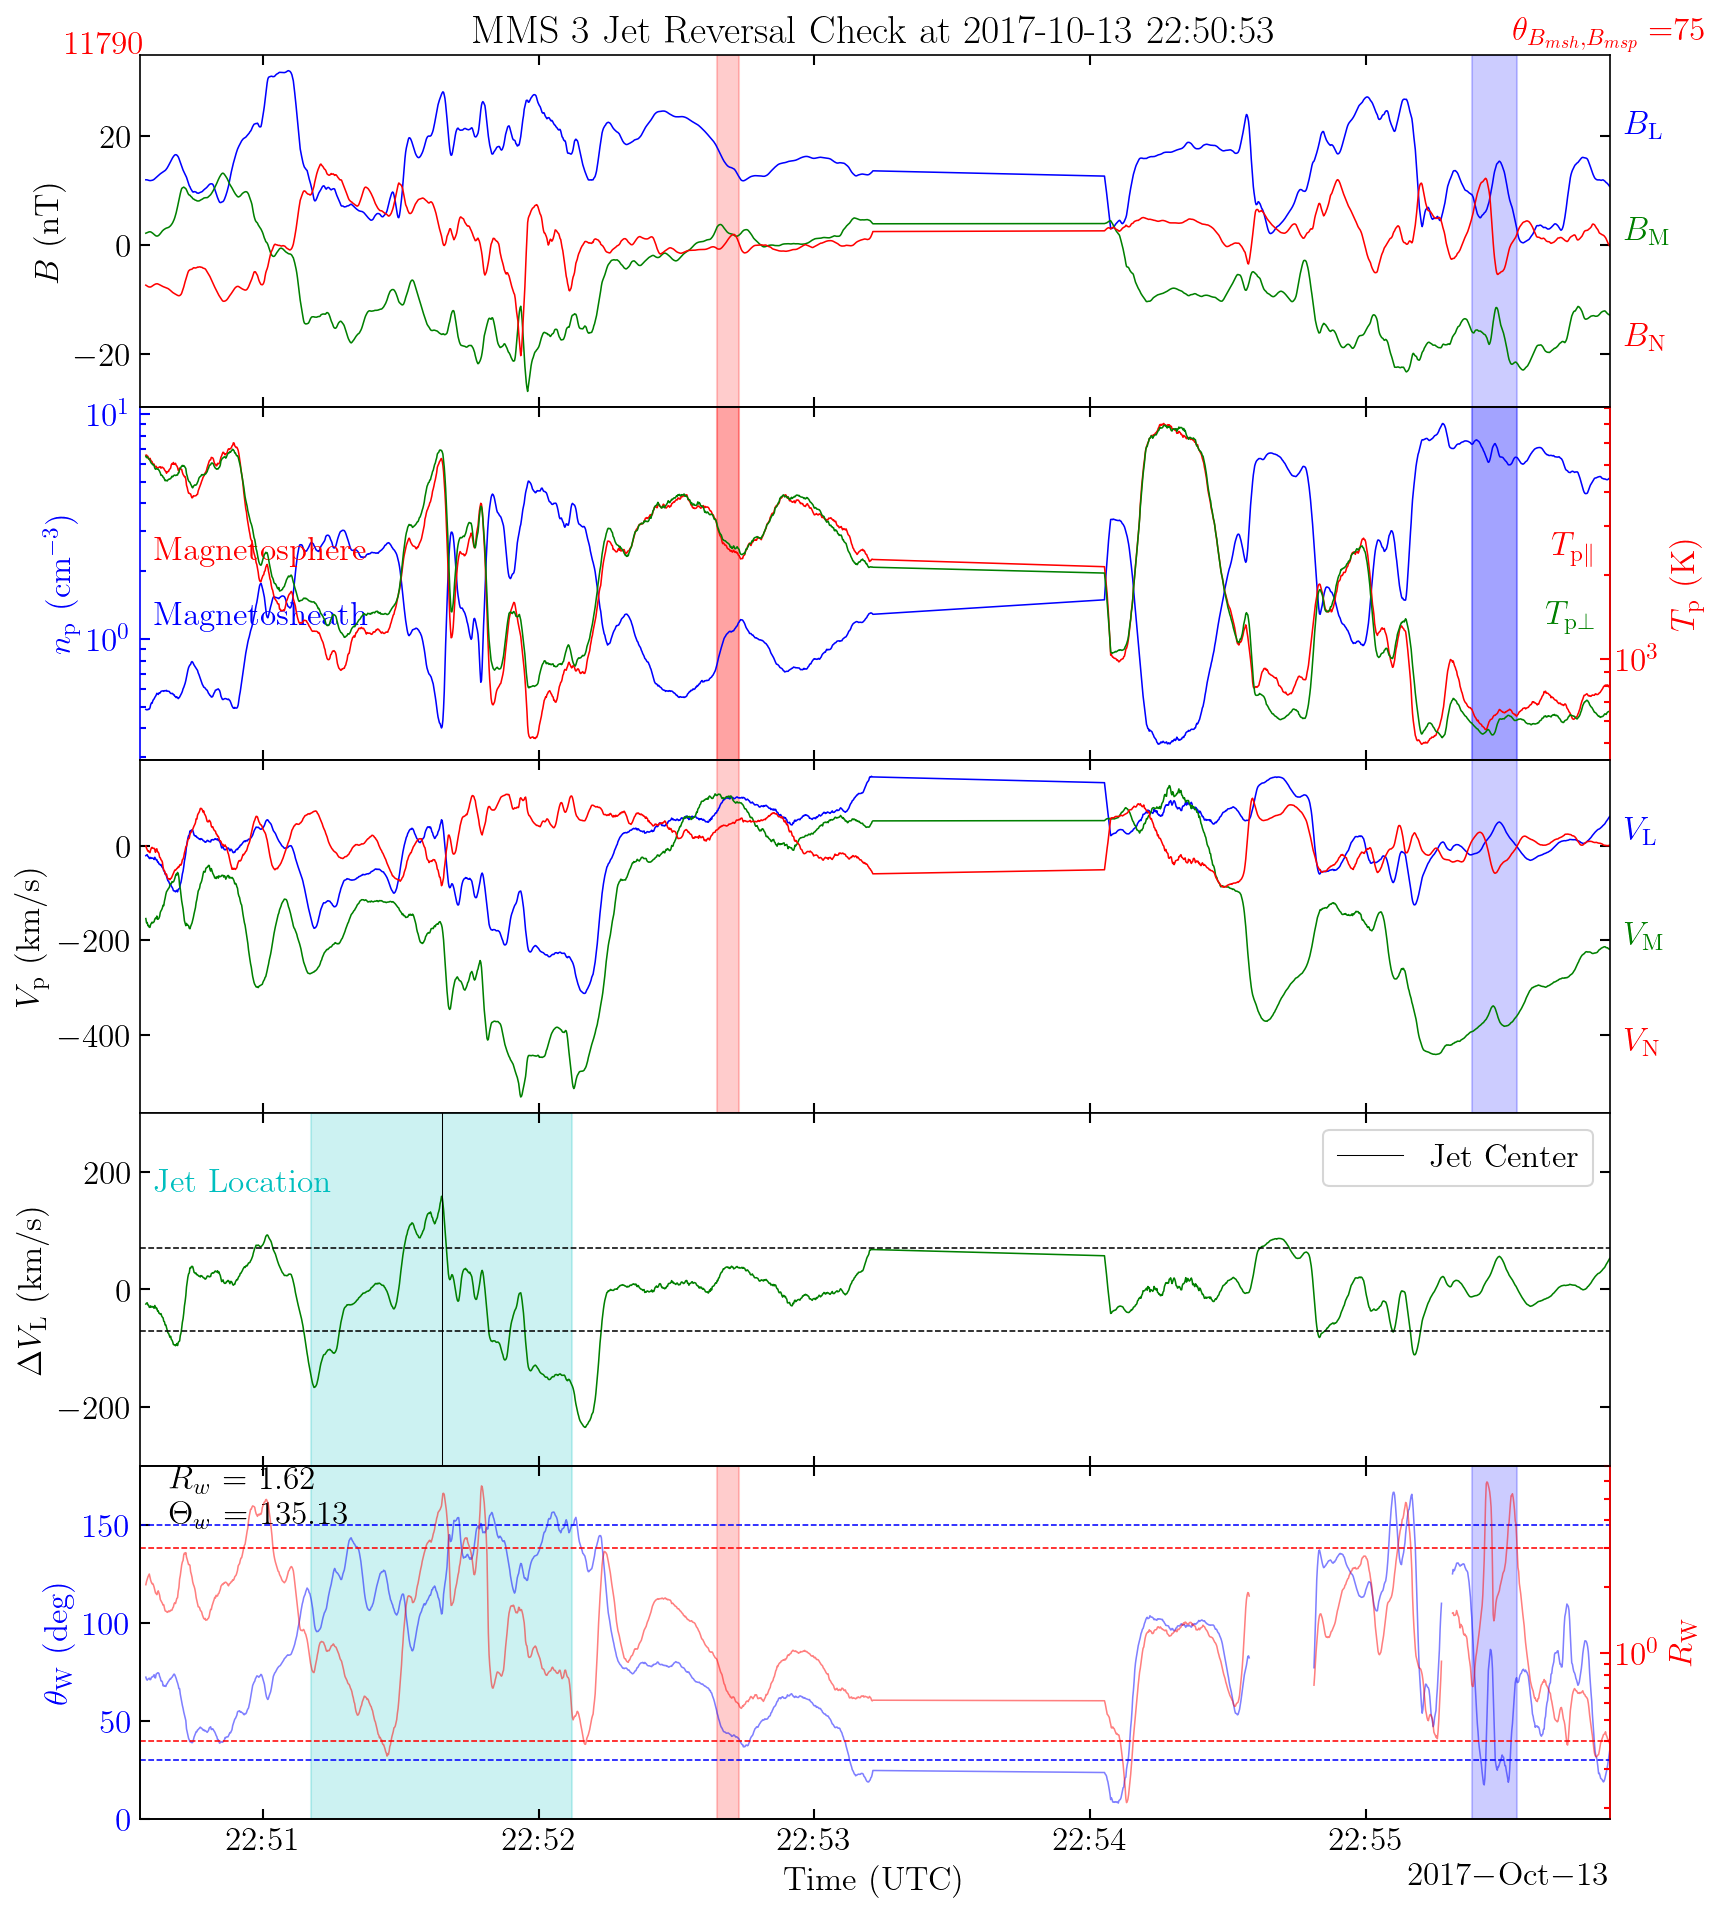 MMS 3 Jet Reversal Check at 2017-10-13 22:50:53
11790
θ_{B_{msh},B_{msp}} =75
20
0
−20
B (nT)
B_L
B_M
B_N
10^1
10^0
n_p (cm^{−3})
Magnetosphere
Magnetosheath
T_{p∥}
T_{p⊥}
10^3
T_p (K)
0
−200
−400
V_p (km/s)
V_L
V_M
V_N
200
0
−200
ΔV_L (km/s)
Jet Location
Jet Center
R_w = 1.62
Θ_w = 135.13
150
100
50
0
θ_W (deg)
10^0
R_W
22:51 22:52 22:53 22:54 22:55
Time (UTC)
2017−Oct−13